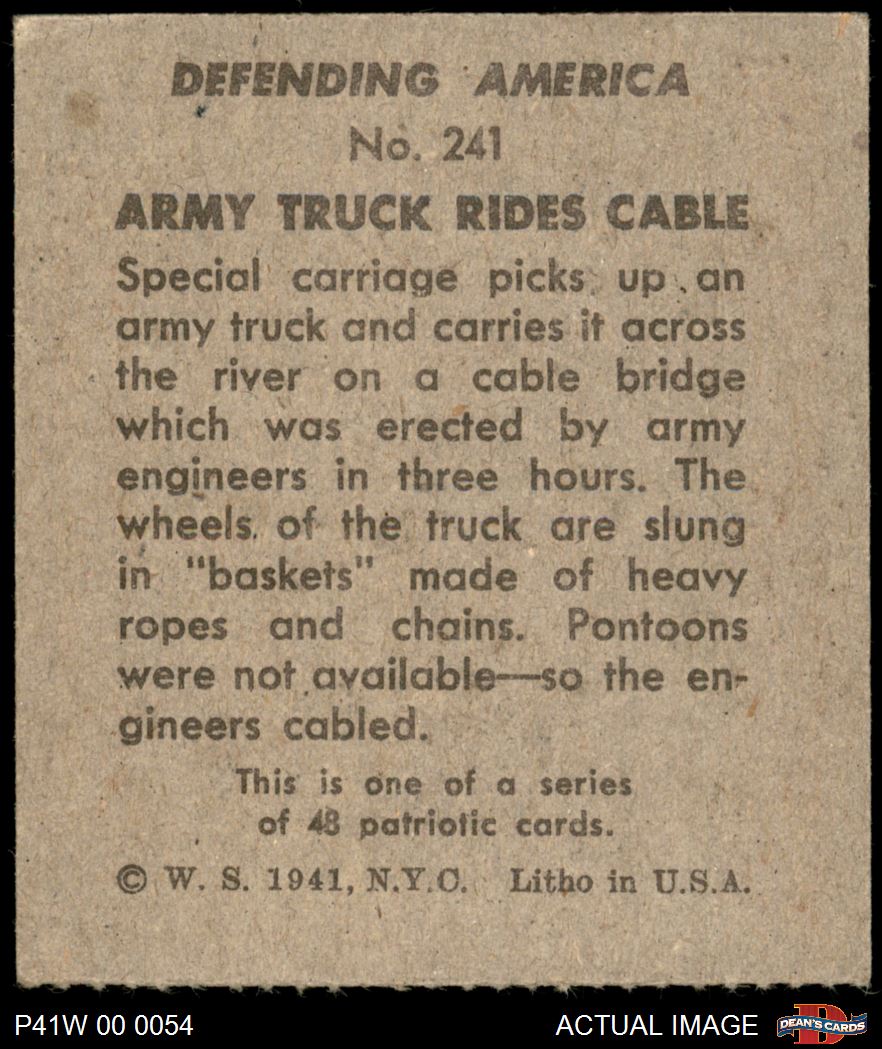 DEFENDING AMERICA
No. 241
ARMY TRUCK RIDES CABLE
Special carriage picks up an
army truck and carries it across
the river on a cable bridge
which was erected by army
engineers in three hours. The
wheels of the truck are slung
in "baskets" made of heavy
ropes and chains. Pontoons
were not available—so the en-
gineers cabled.
This is one of a series
of 48 patriotic cards.
© W. S. 1941, N.Y.C. Litho in U.S.A.
P41W 00 0054 ACTUAL IMAGE D DEAN'S CARDS